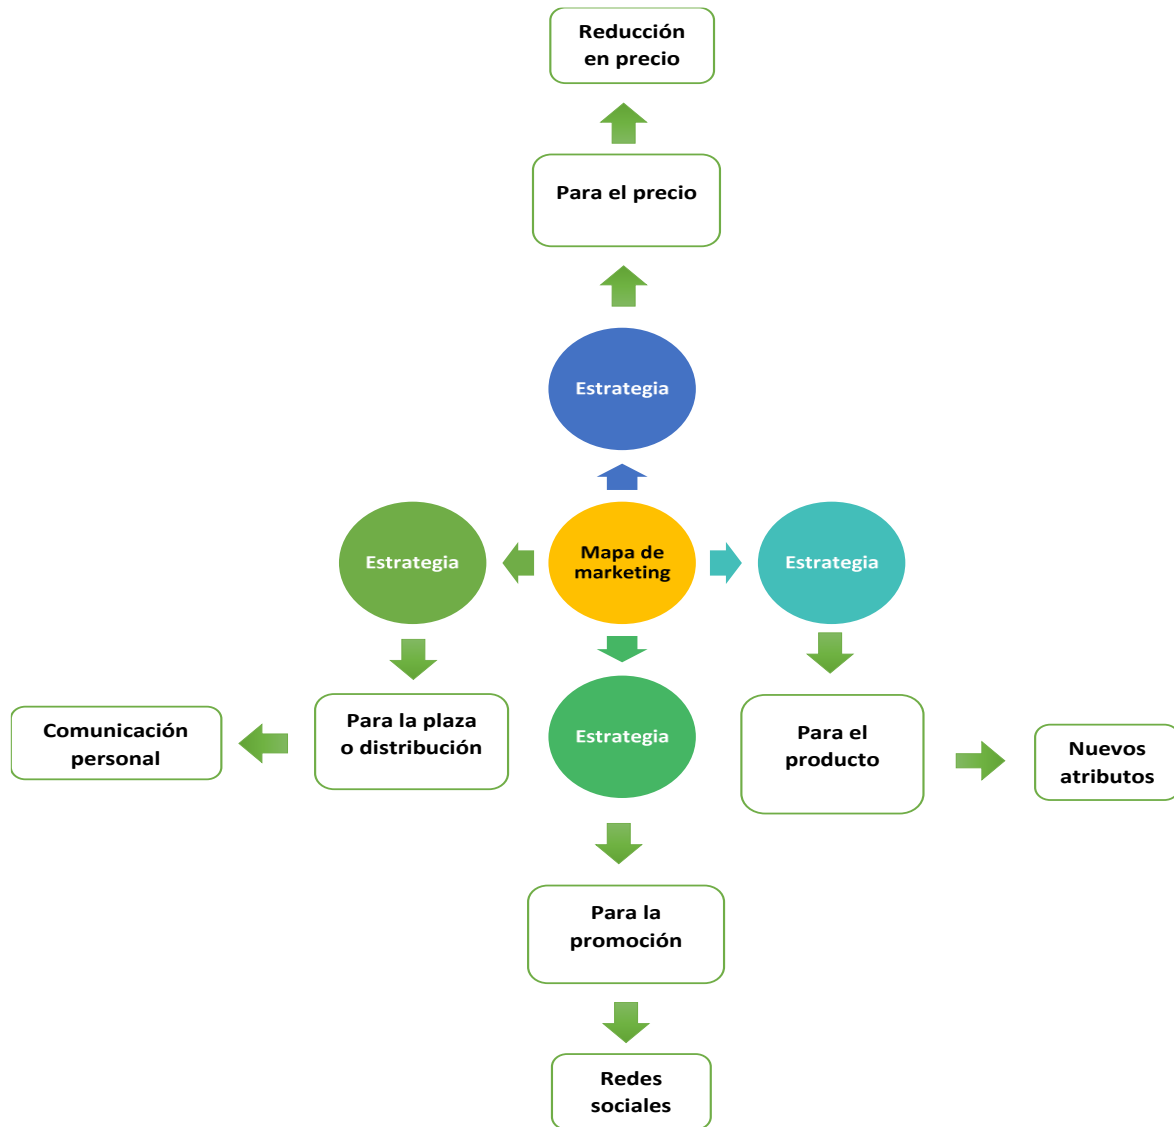 Reducción
en precio
Para el precio
Estrategia
Estrategia
Mapa de
marketing
Estrategia
Comunicación
personal
Para la plaza
o distribución
Estrategia
Para el
producto
Nuevos
atributos
Para la
promoción
Redes
sociales